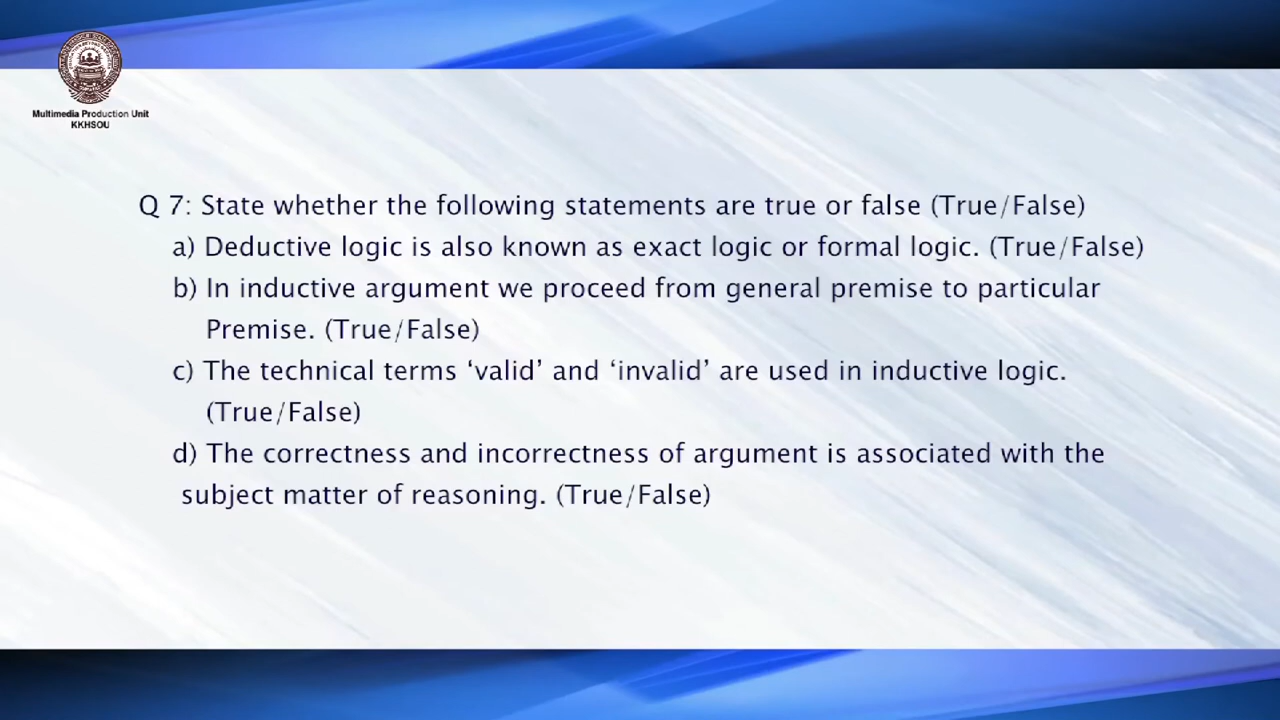 Multimedia Production Unit
KKHSOU
Q 7: State whether the following statements are true or false (True/False)
a) Deductive logic is also known as exact logic or formal logic. (True/False)
b) In inductive argument we proceed from general premise to particular
Premise. (True/False)
c) The technical terms ‘valid’ and ‘invalid’ are used in inductive logic.
(True/False)
d) The correctness and incorrectness of argument is associated with the
subject matter of reasoning. (True/False)